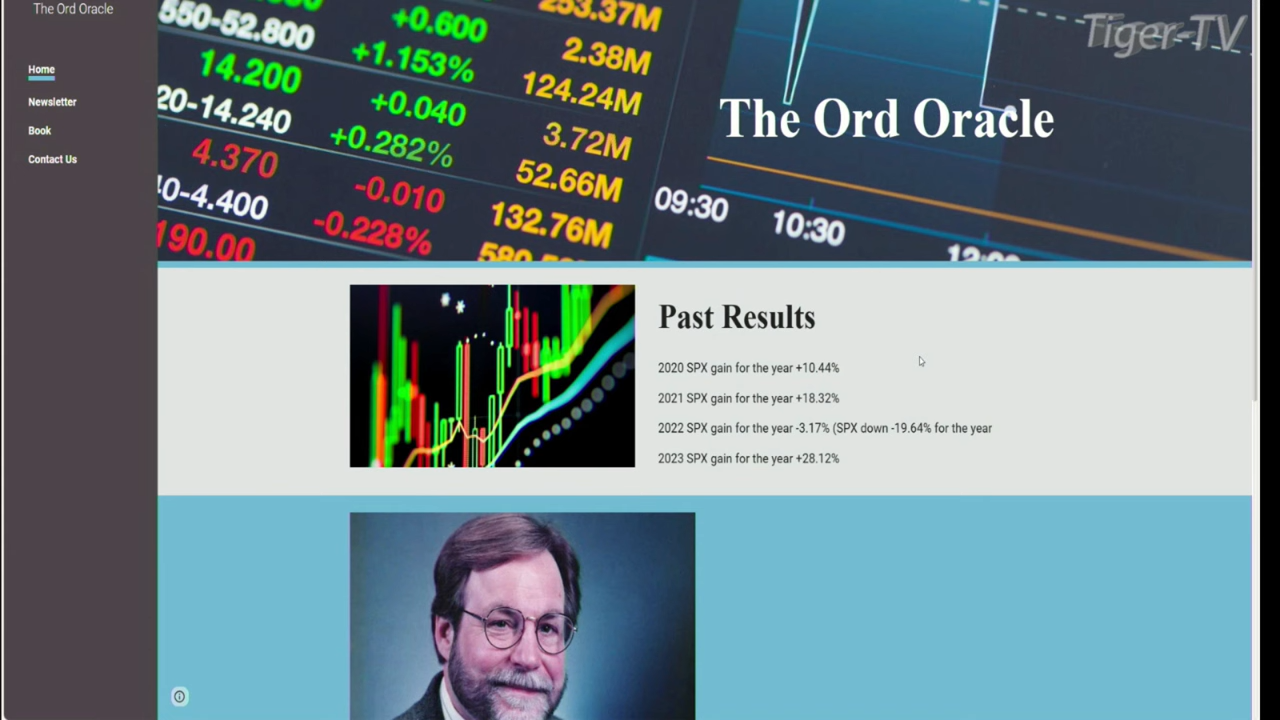 The Ord Oracle
Home
Newsletter
Book
Contact Us
Tiger-TV
253.37M
550-52.800
+0.600
2.38M
14.200
+1.153%
124.24M
20-14.240
+0.040
3.72M
4.370
+0.282%
52.66M
0-4.400
-0.010
132.76M
190.00
-0.228%
The Ord Oracle
09:30
10:30
Past Results
2020 SPX gain for the year +10.44%
2021 SPX gain for the year +18.32%
2022 SPX gain for the year -3.17% (SPX down -19.64% for the year
2023 SPX gain for the year +28.12%